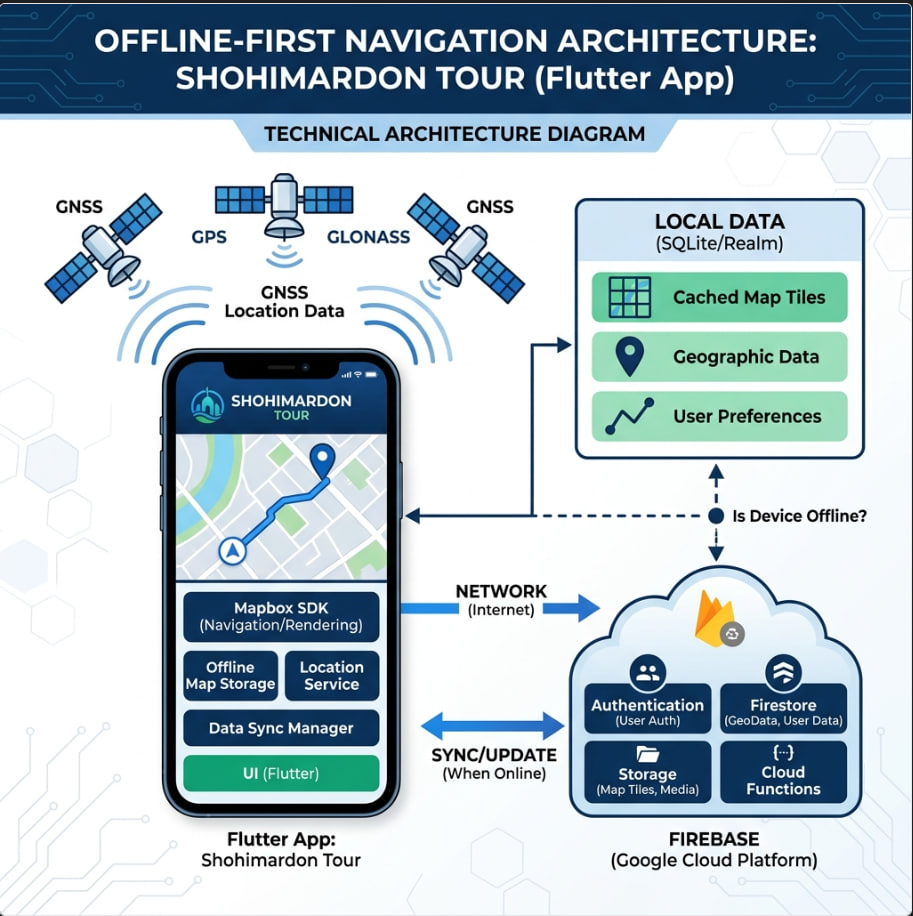 OFFLINE-FIRST NAVIGATION ARCHITECTURE:
SHOHIMARDON TOUR (Flutter App)
TECHNICAL ARCHITECTURE DIAGRAM
GNSS
GPS
GLONASS
GNSS
GNSS
Location Data
LOCAL DATA
(SQLite/Realm)
Cached Map Tiles
Geographic Data
User Preferences
SHOHIMARDON
TOUR
Is Device Offline?
Mapbox SDK
(Navigation/Rendering)
Offline
Map Storage
Location
Service
Data Sync Manager
UI (Flutter)
NETWORK
(Internet)
SYNC/UPDATE
(When Online)
Authentication
(User Auth)
Firestore
(GeoData, User Data)
Storage
(Map Tiles, Media)
{···}
Cloud
Functions
Flutter App:
Shohimardon Tour
FIREBASE
(Google Cloud Platform)